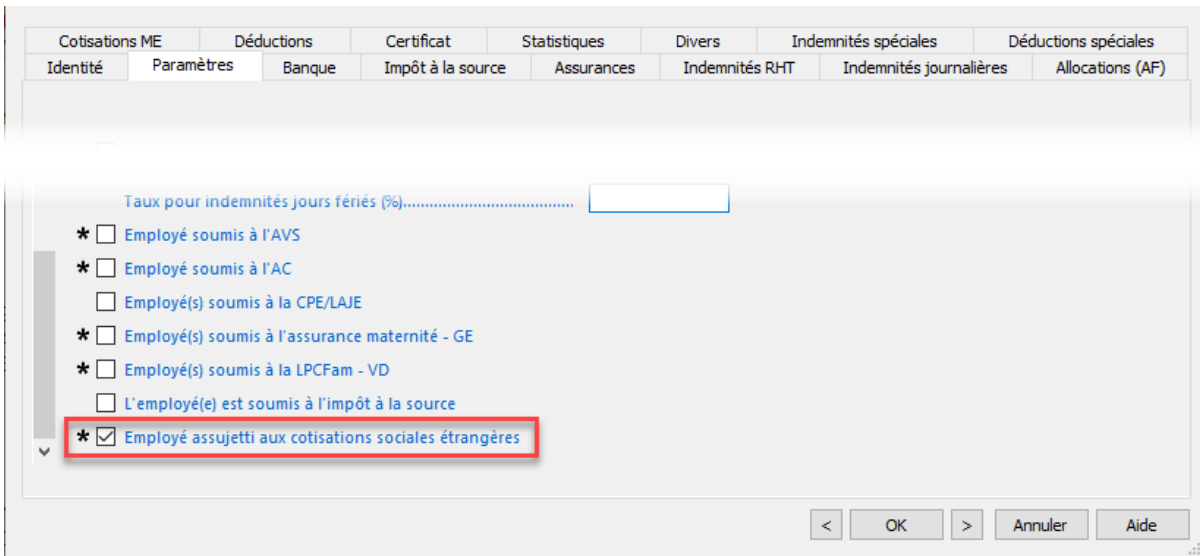 Cotisations ME Déductions Certificat Statistiques Divers Indemnités spéciales Déductions spéciales
Identité Paramètres Banque Impôt à la source Assurances Indemnités RHT Indemnités journalières Allocations (AF)
Taux pour indemnités jours fériés (%).......................................
* Employé soumis à l'AVS
* Employé soumis à l'AC
Employé(s) soumis à la CPE/LAJE
* Employé(s) soumis à l'assurance maternité - GE
* Employé(s) soumis à la LPCFam - VD
L'employé(e) est soumis à l'impôt à la source
* Employé assujetti aux cotisations sociales étrangères
< OK > Annuler Aide